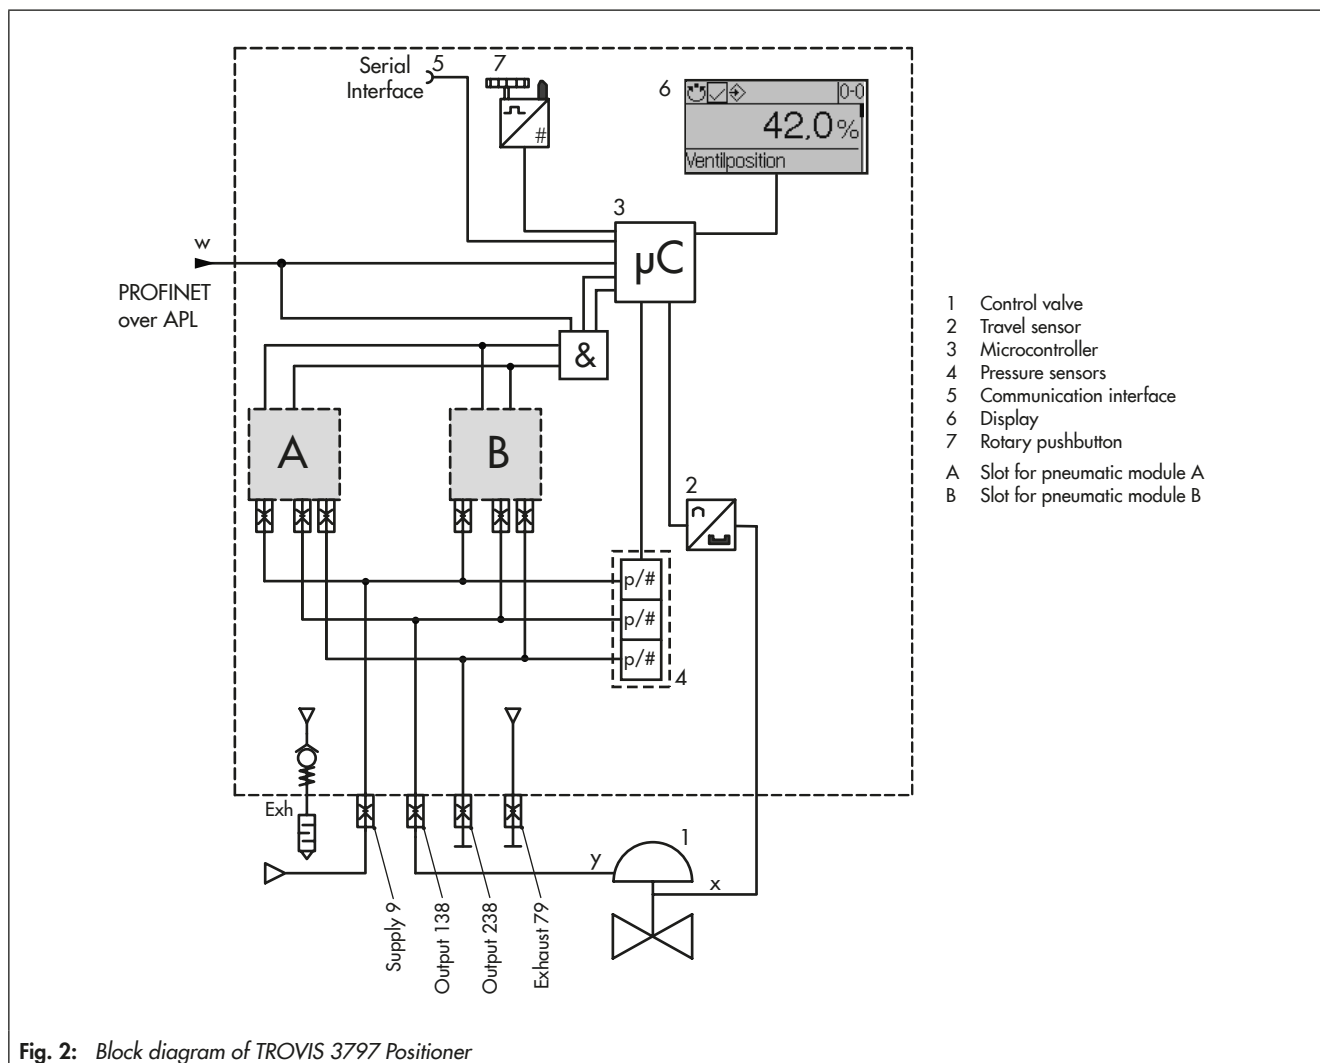 Serial
Interface
5
7
6
0-0
42,0%
Ventilposition
3
µC
w
PROFINET
over APL
&
A
B
2
#
p/#
p/#
p/#
4
Exh
1
y
x
Supply 9
Output 138
Output 238
Exhaust 79
1 Control valve
2 Travel sensor
3 Microcontroller
4 Pressure sensors
5 Communication interface
6 Display
7 Rotary pushbutton
A Slot for pneumatic module A
B Slot for pneumatic module B
Fig. 2: Block diagram of TROVIS 3797 Positioner